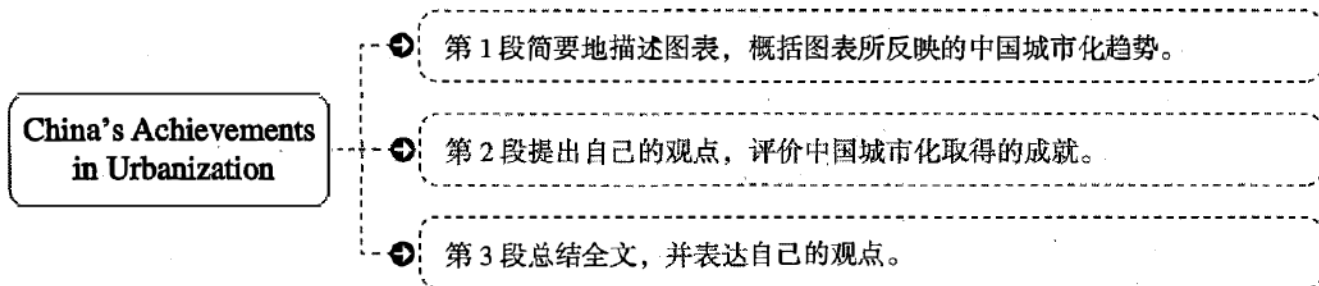 第1段简要地描述图表，概括图表所反映的中国城市化趋势。
China's Achievements
in Urbanization
第2段提出自己的观点，评价中国城市化取得的成就。
第3段总结全文，并表达自己的观点。